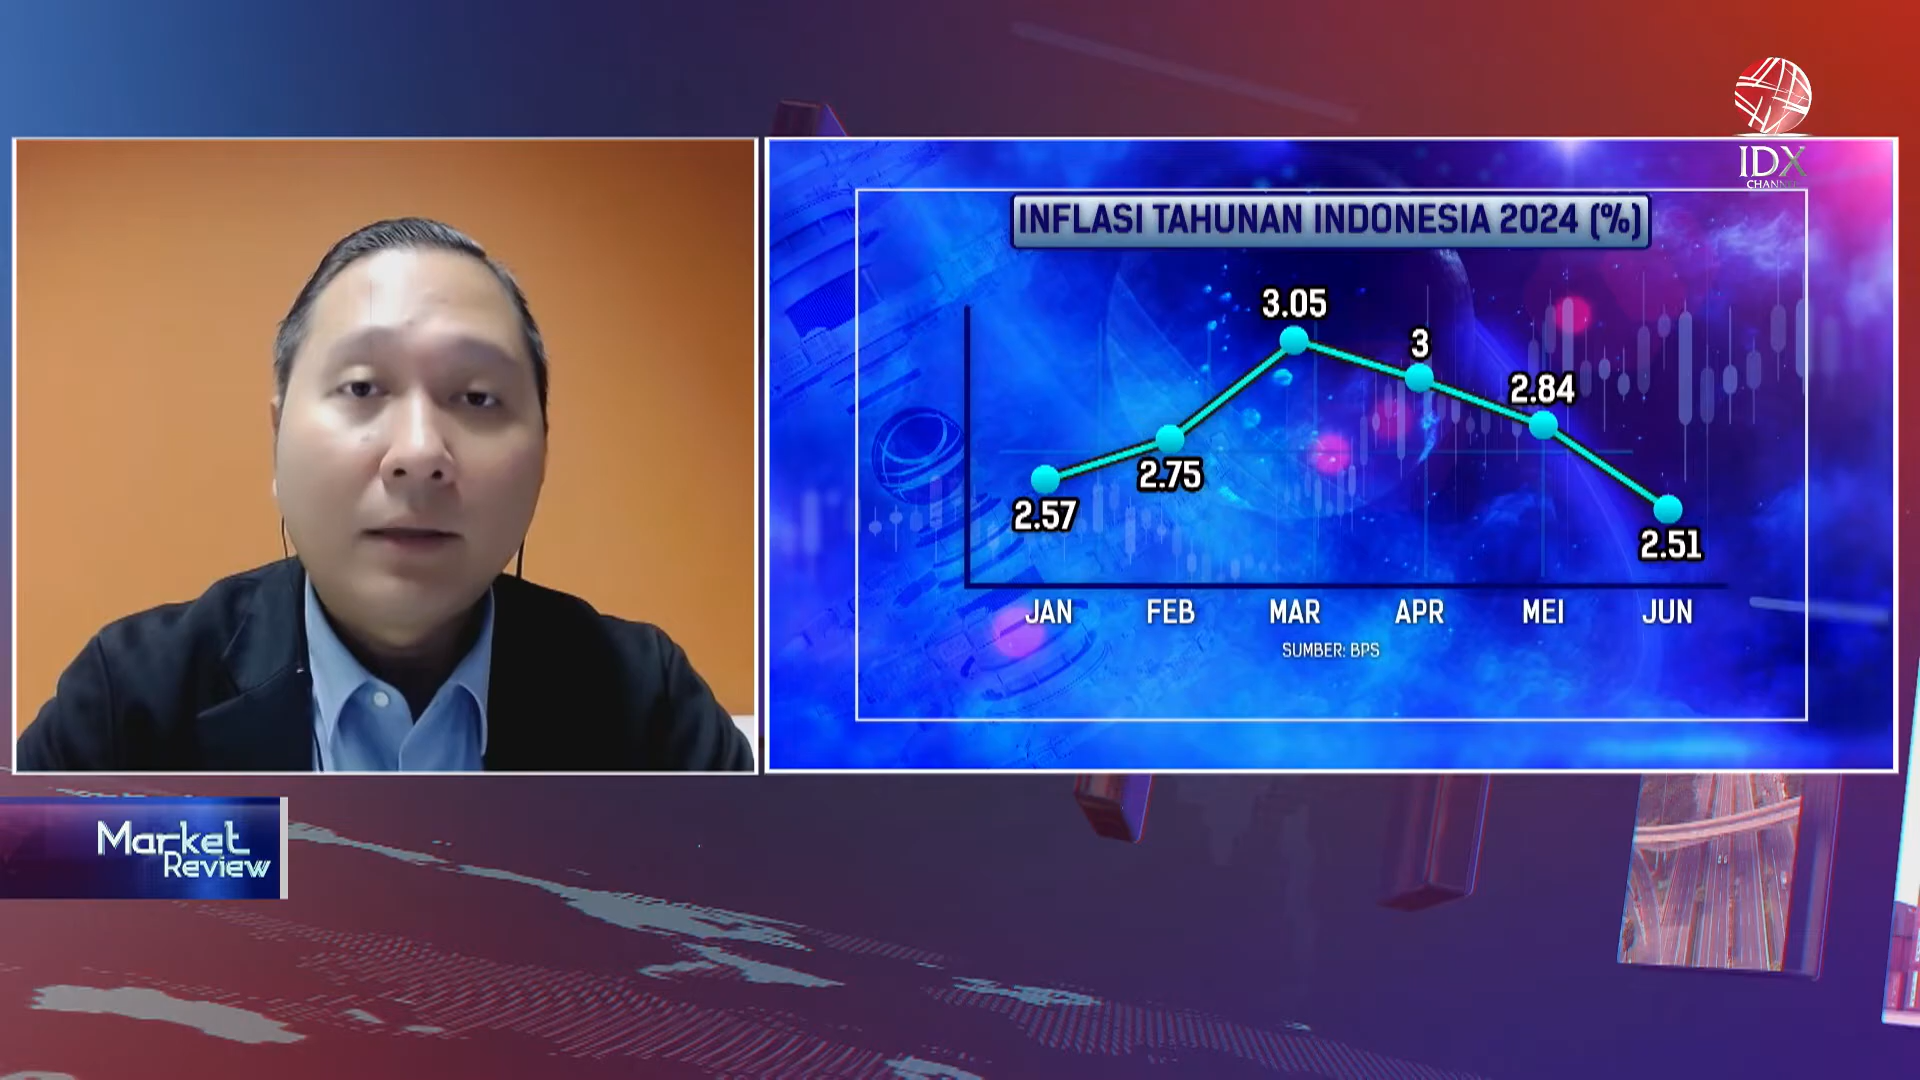 IDX
CHANNEL
INFLASI TAHUNAN INDONESIA 2024 (%)
3.05
3
2.84
2.75
2.57
2.51
JAN FEB MAR APR MEI JUN
SUMBER: BPS
Market
Review